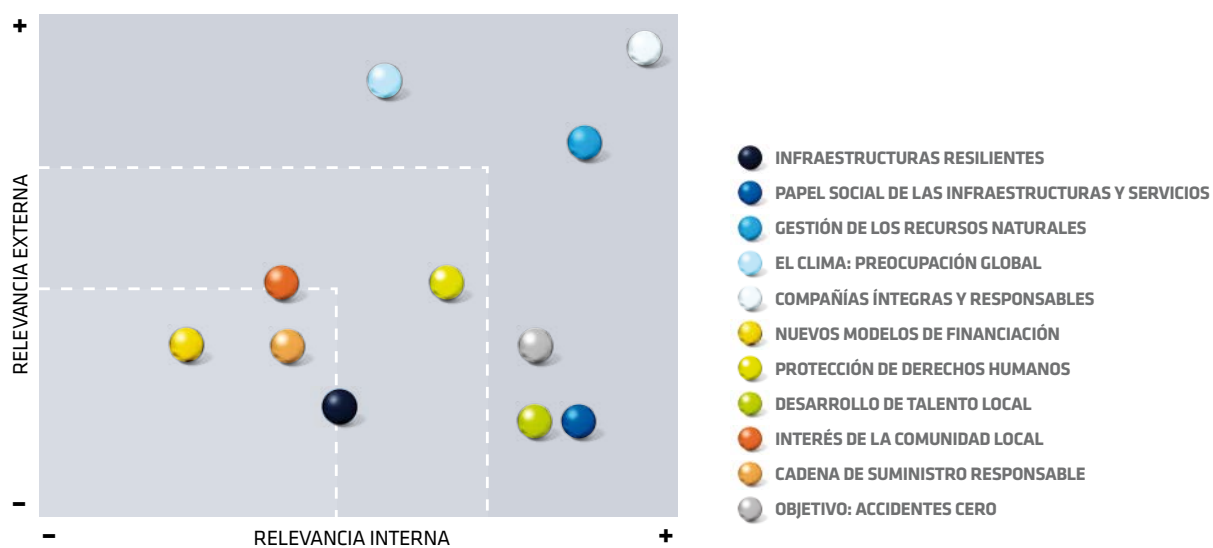 +
RELEVANCIA EXTERNA
–
–
RELEVANCIA INTERNA
+
INFRAESTRUCTURAS RESILIENTES
PAPEL SOCIAL DE LAS INFRAESTRUCTURAS Y SERVICIOS
GESTIÓN DE LOS RECURSOS NATURALES
EL CLIMA: PREOCUPACIÓN GLOBAL
COMPAÑÍAS ÍNTEGRAS Y RESPONSABLES
NUEVOS MODELOS DE FINANCIACIÓN
PROTECCIÓN DE DERECHOS HUMANOS
DESARROLLO DE TALENTO LOCAL
INTERÉS DE LA COMUNIDAD LOCAL
CADENA DE SUMINISTRO RESPONSABLE
OBJETIVO: ACCIDENTES CERO